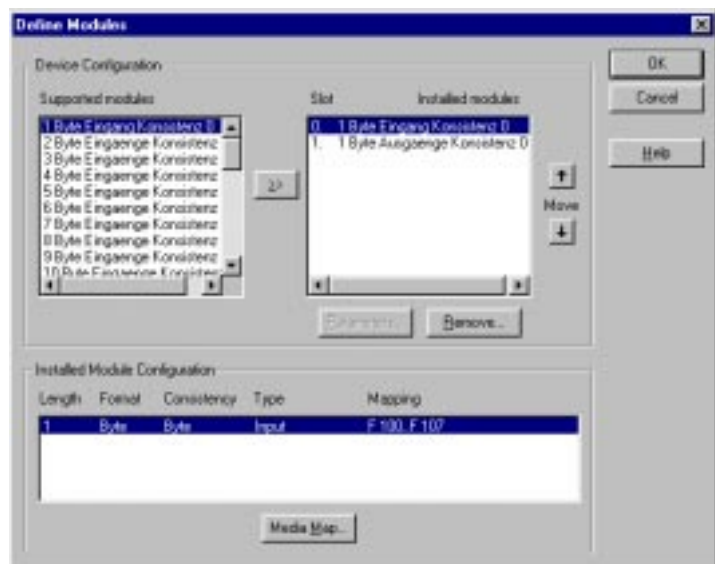 Define Modules
Device Configuration
OK
Supported modules
Slot Installed modules
Cancel
1 Byte Eingang Konsistenz 0
2 Byte Eingaenge Konsistenz
3 Byte Eingaenge Konsistenz
4 Byte Eingaenge Konsistenz
5 Byte Eingaenge Konsistenz
6 Byte Eingaenge Konsistenz
7 Byte Eingaenge Konsistenz
8 Byte Eingaenge Konsistenz
9 Byte Eingaenge Konsistenz
10 Byte Eingaenge Konsistenz
>>
0. 1 Byte Eingang Konsistenz 0
1. 1 Byte Ausgaenge Konsistenz 0
Help
Move
Remove...
Installed Module Configuration
Length Format Consistency Type Mapping
1 Byte Byte Input F 100..F 107
Media Map...